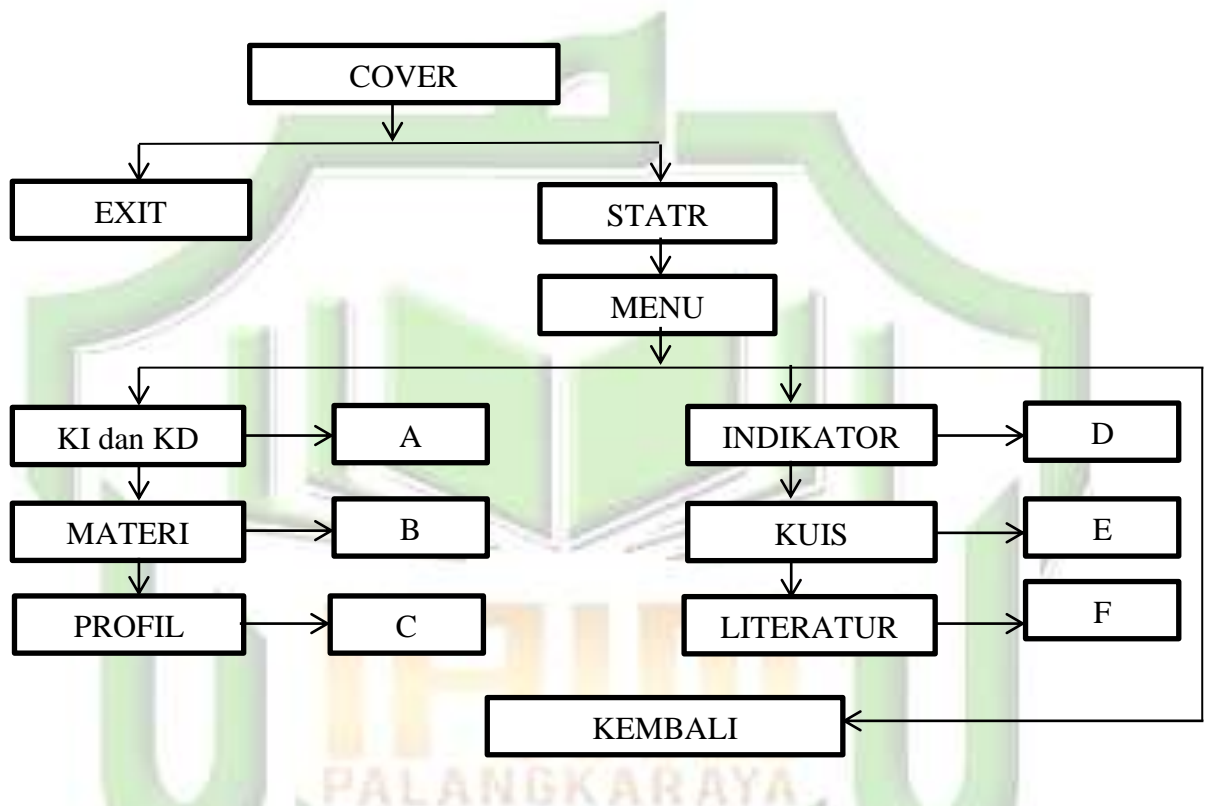 COVER
EXIT
STATR
MENU
KI dan KD
A
INDIKATOR
D
MATERI
B
KUIS
E
PROFIL
C
LITERATUR
F
KEMBALI
PALANGKARAYA